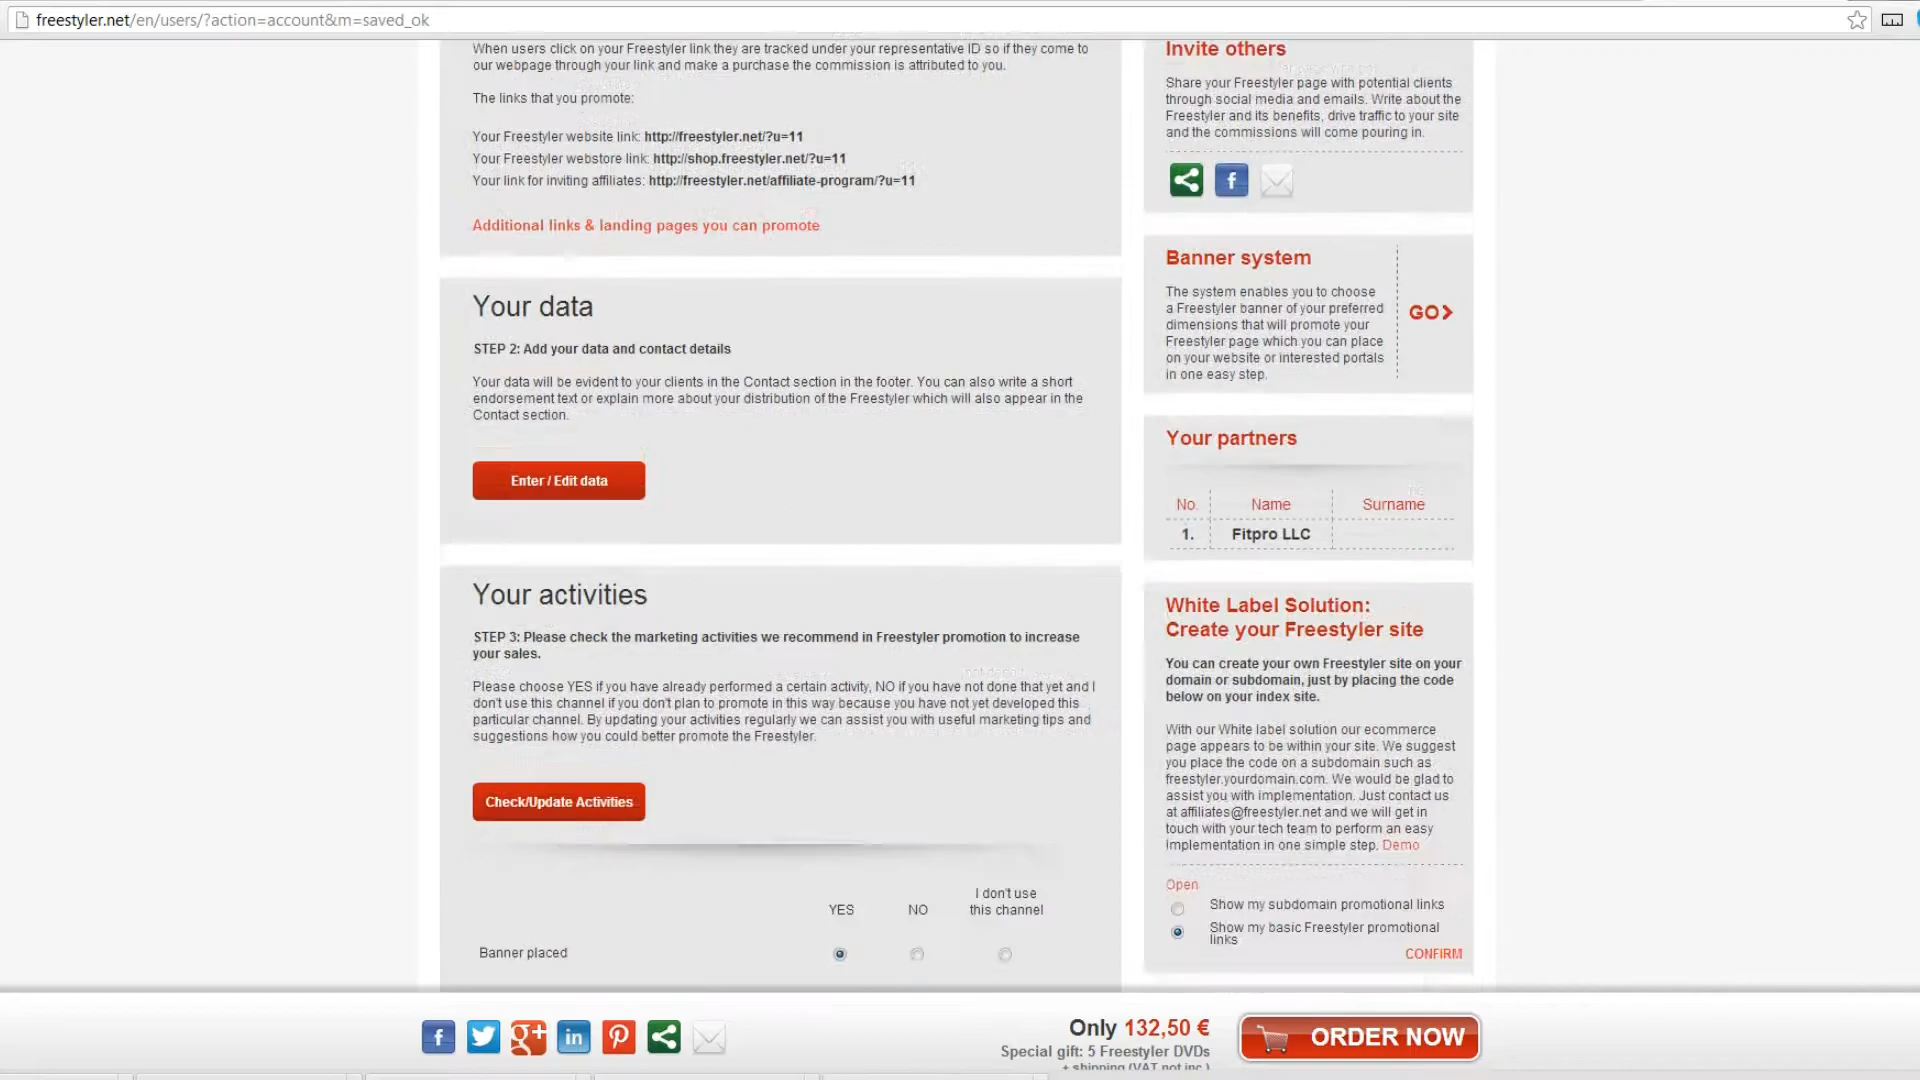 freestyler.net/en/users/?action=account&m=saved_ok
When users click on your Freestyler link they are tracked under your representative ID so if they come
to our webpage through your link and make a purchase the commission is attributed to you.
The links that you promote:
Your Freestyler website link: http://freestyler.net/?u=11
Your Freestyler webstore link: http://shop.freestyler.net/?u=11
Your link for inviting affiliates: http://freestyler.net/affiliate-program/?u=11
Additional links & landing pages you can promote
Your data
STEP 2: Add your data and contact details
Your data will be evident to your clients in the Contact section in the footer. You can also write a short
endorsement text or explain more about your distribution of the Freestyler which will also appear in the
Contact section.
Enter / Edit data
Your activities
STEP 3: Please check the marketing activities we recommend in Freestyler promotion to increase
your sales.
Please choose YES if you have already performed a certain activity, NO if you have not done that yet and I
don't use this channel if you don't plan to promote in this way because you have not yet developed this
particular channel. By updating your activities regularly we can assist you with useful marketing tips and
suggestions how you could better promote the Freestyler.
Check/Update Activities
YES NO I don't use
this channel
Banner placed
Invite others
Share your Freestyler page with potential clients
through social media and emails. Write about the
Freestyler and its benefits, drive traffic to your site
and the commissions will come pouring in.
Banner system
The system enables you to choose
a Freestyler banner of your preferred
dimensions that will promote your
Freestyler page which you can place
on your website or interested portals
in one easy step.
GO
Your partners
No. Name Surname
1. Fitpro LLC
White Label Solution:
Create your Freestyler site
You can create your own Freestyler site on your
domain or subdomain, just by placing the code
below on your index site.
With our White label solution our ecommerce
page appears to be within your site. We suggest
you place the code on a subdomain such as
freestyler.yourdomain.com. We would be glad to
assist you with implementation. Just contact us
at affiliates@freestyler.net and we will get in
touch with your tech team to perform an easy
implementation in one simple step. Demo
Open
Show my subdomain promotional links
Show my basic Freestyler promotional
links
CONFIRM
Only 132,50 €
Special gift: 5 Freestyler DVDs
+ shipping (VAT not inc.)
ORDER NOW